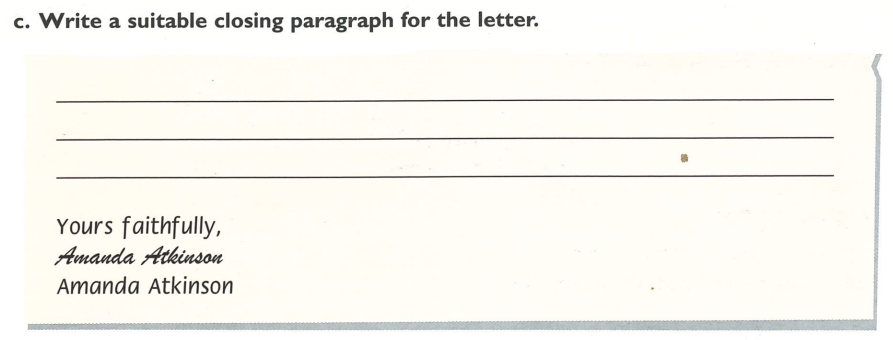 c. Write a suitable closing paragraph for the letter.
Yours faithfully,
Amanda Atkinson
Amanda Atkinson